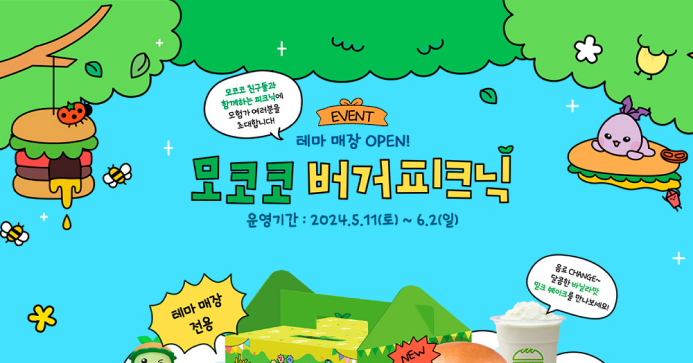 모코코 친구들과
함께하는 피크닉에
모험가 여러분을
초대합니다!
EVENT
테마 매장 OPEN!
모코코 버거피크닉
운영기간 : 2024.5.11(토) ~ 6.2(일)
음료 CHANGE~
달콤한 바닐라맛
밀크 쉐이크를 만나보세요!
테마 매장
전용
NEW